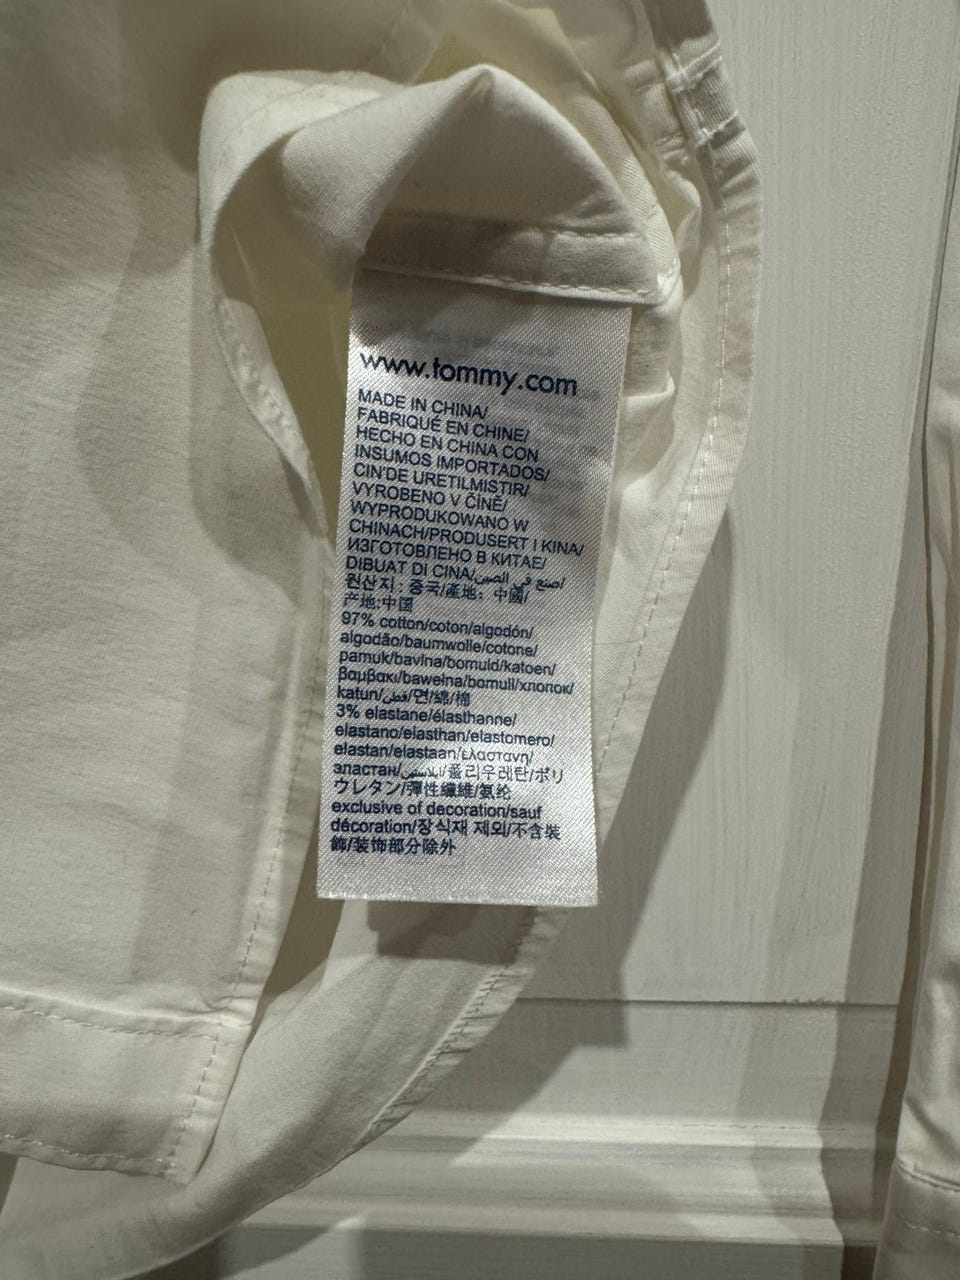 www.tommy.com
MADE IN CHINA/
FABRIQUÉ EN CHINE/
HECHO EN CHINA CON
INSUMOS IMPORTADOS/
CIN'DE URETILMISTIR/
VYROBENO V ČÍNĚ/
WYPRODUKOWANO W
CHINACH/PRODUSERT I KINA/
ИЗГОТОВЛЕНО В КИТАЕ/
DIBUAT DI CINA/صنع في الصين/
원산지: 중국/產地: 中國/
产地:中国
97% cotton/coton/algodón/
algodão/baumwolle/cotone/
pamuk/bavlna/bomuld/katoen/
βαμβακι/bawełna/bomull/хлопок/
katun/قطن/면/綿/棉
3% elastane/élasthanne/
elastano/elasthan/elastomero/
elastan/elastaan/ελαστανη/
эластан/ايلاستين/폴리우레탄/ポリ
ウレタン/彈性纖維/氨纶
exclusive of decoration/sauf
décoration/장식재 제외/不含裝
飾/装饰部分除外